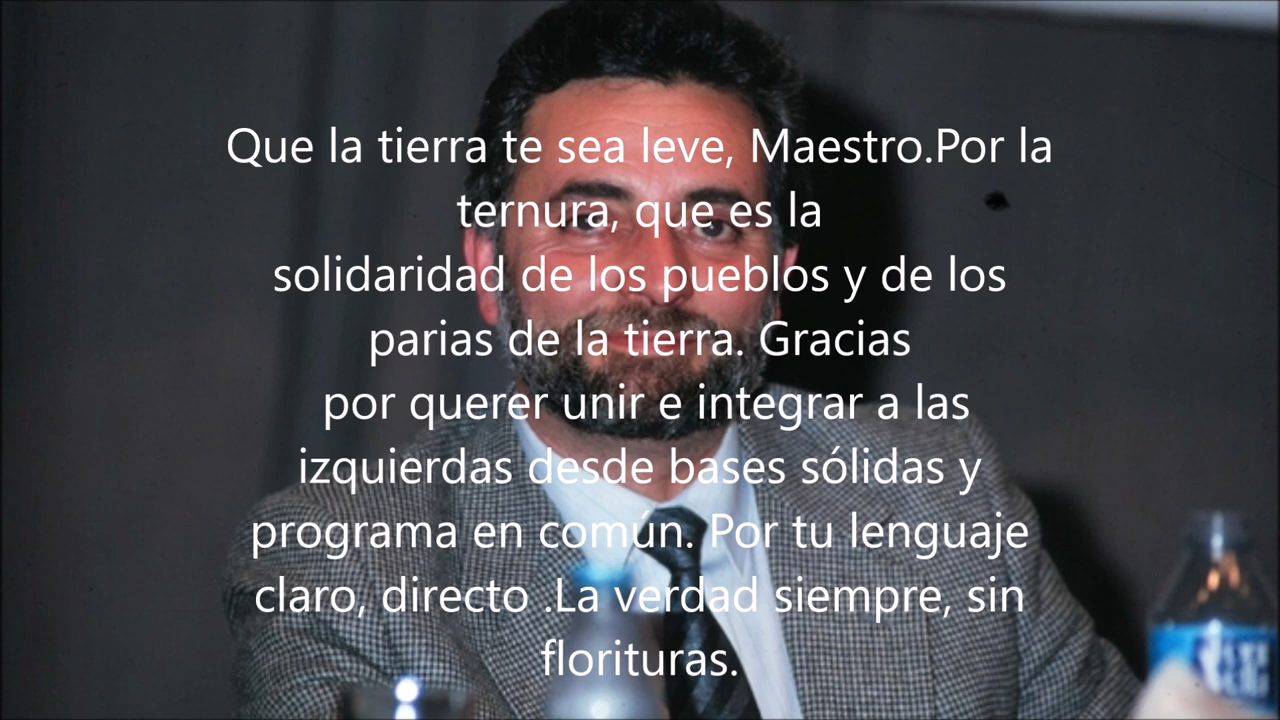 Que la tierra te sea leve, Maestro.Por la
ternura, que es la
solidaridad de los pueblos y de los
parias de la tierra. Gracias
por querer unir e integrar a las
izquierdas desde bases sólidas y
programa en común. Por tu lenguaje
claro, directo .La verdad siempre, sin
florituras.